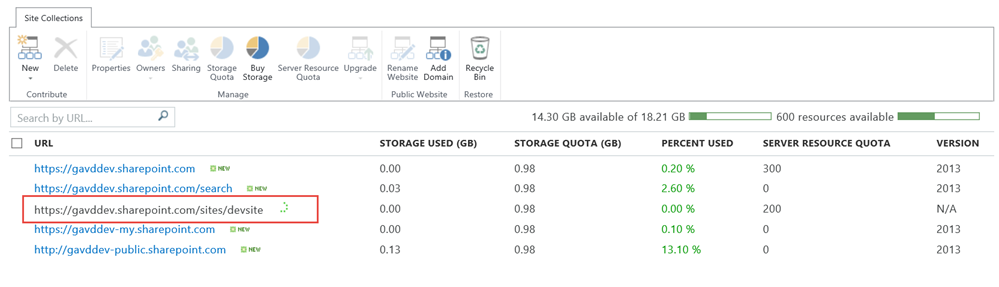 Site Collections
New Delete Properties Owners Sharing Storage Quota Buy Storage Server Resource Quota Upgrade Rename Website Add Domain Recycle Bin
Contribute Manage Public Website Restore
Search by URL... 14.30 GB available of 18.21 GB 600 resources available
URL STORAGE USED (GB) STORAGE QUOTA (GB) PERCENT USED SERVER RESOURCE QUOTA VERSION
https://gavddev.sharepoint.com NEW 0.00 0.98 0.20 % 300 2013
https://gavddev.sharepoint.com/search NEW 0.03 0.98 2.60 % 0 2013
https://gavddev.sharepoint.com/sites/devsite 0.00 0.98 0.00 % 200 N/A
https://gavddev-my.sharepoint.com NEW 0.00 0.98 0.10 % 0 2013
http://gavddev-public.sharepoint.com NEW 0.13 0.98 13.10 % 0 2013